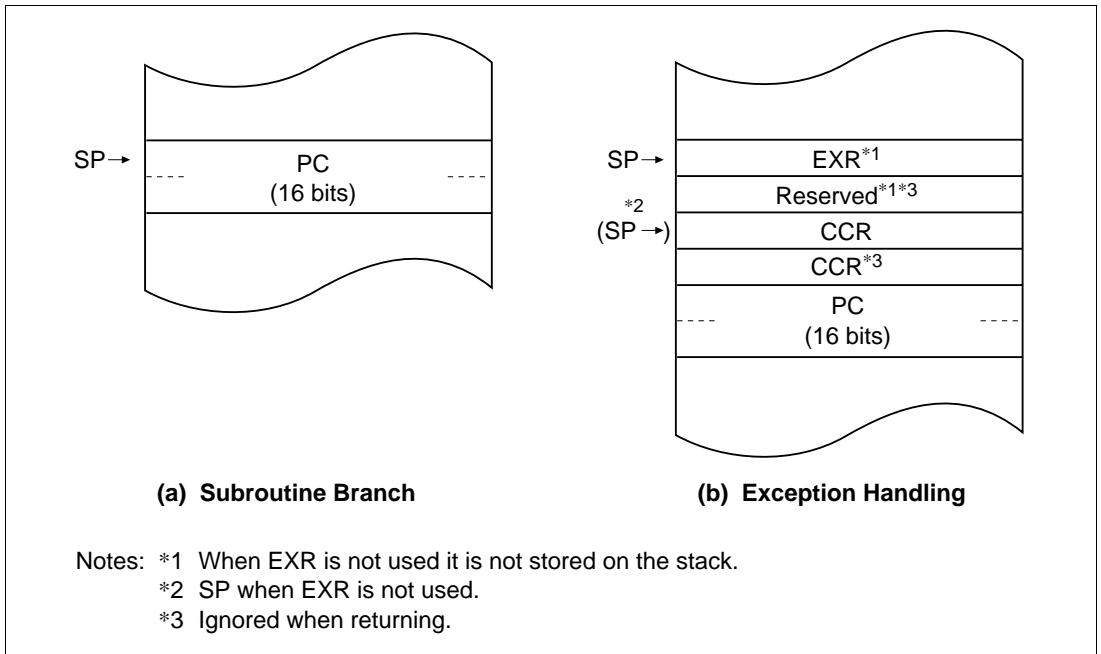 SP→
PC
(16 bits)
(a) Subroutine Branch
SP→
EXR*1
Reserved*1*3
*2
(SP→)
CCR
CCR*3
PC
(16 bits)
(b) Exception Handling
Notes: *1 When EXR is not used it is not stored on the stack.
*2 SP when EXR is not used.
*3 Ignored when returning.